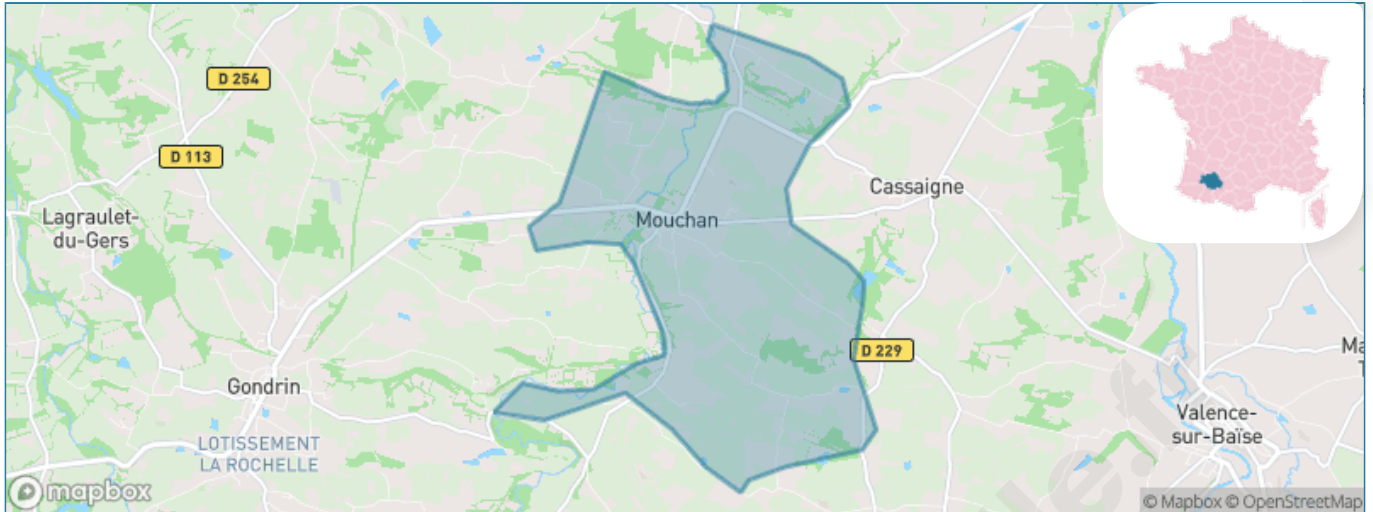 D 254
D 113
Cassaigne
Lagraulet-
du-Gers
Mouchan
D 229
Gondrin
Valence-
sur-Baïse
LOTISSEMENT
LA ROCHELLE
mapbox
© Mapbox © OpenStreetMap